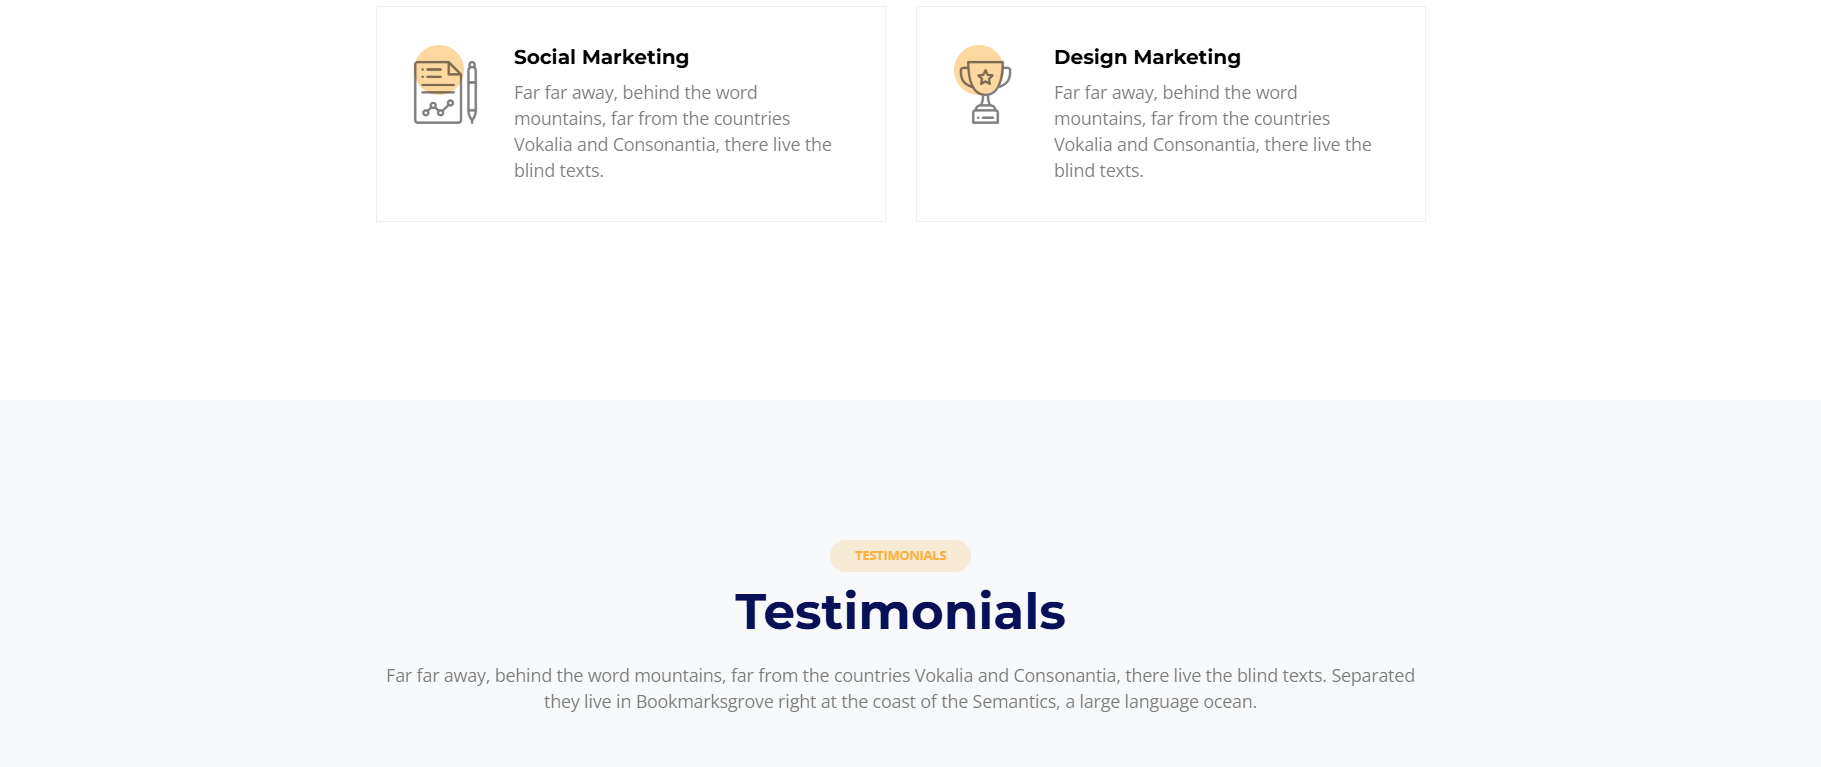 Social Marketing
Far far away, behind the word
mountains, far from the countries
Vokalia and Consonantia, there live the
blind texts.
Design Marketing
Far far away, behind the word
mountains, far from the countries
Vokalia and Consonantia, there live the
blind texts.
TESTIMONIALS
Testimonials
Far far away, behind the word mountains, far from the countries Vokalia and Consonantia, there live the blind texts. Separated
they live in Bookmarksgrove right at the coast of the Semantics, a large language ocean.